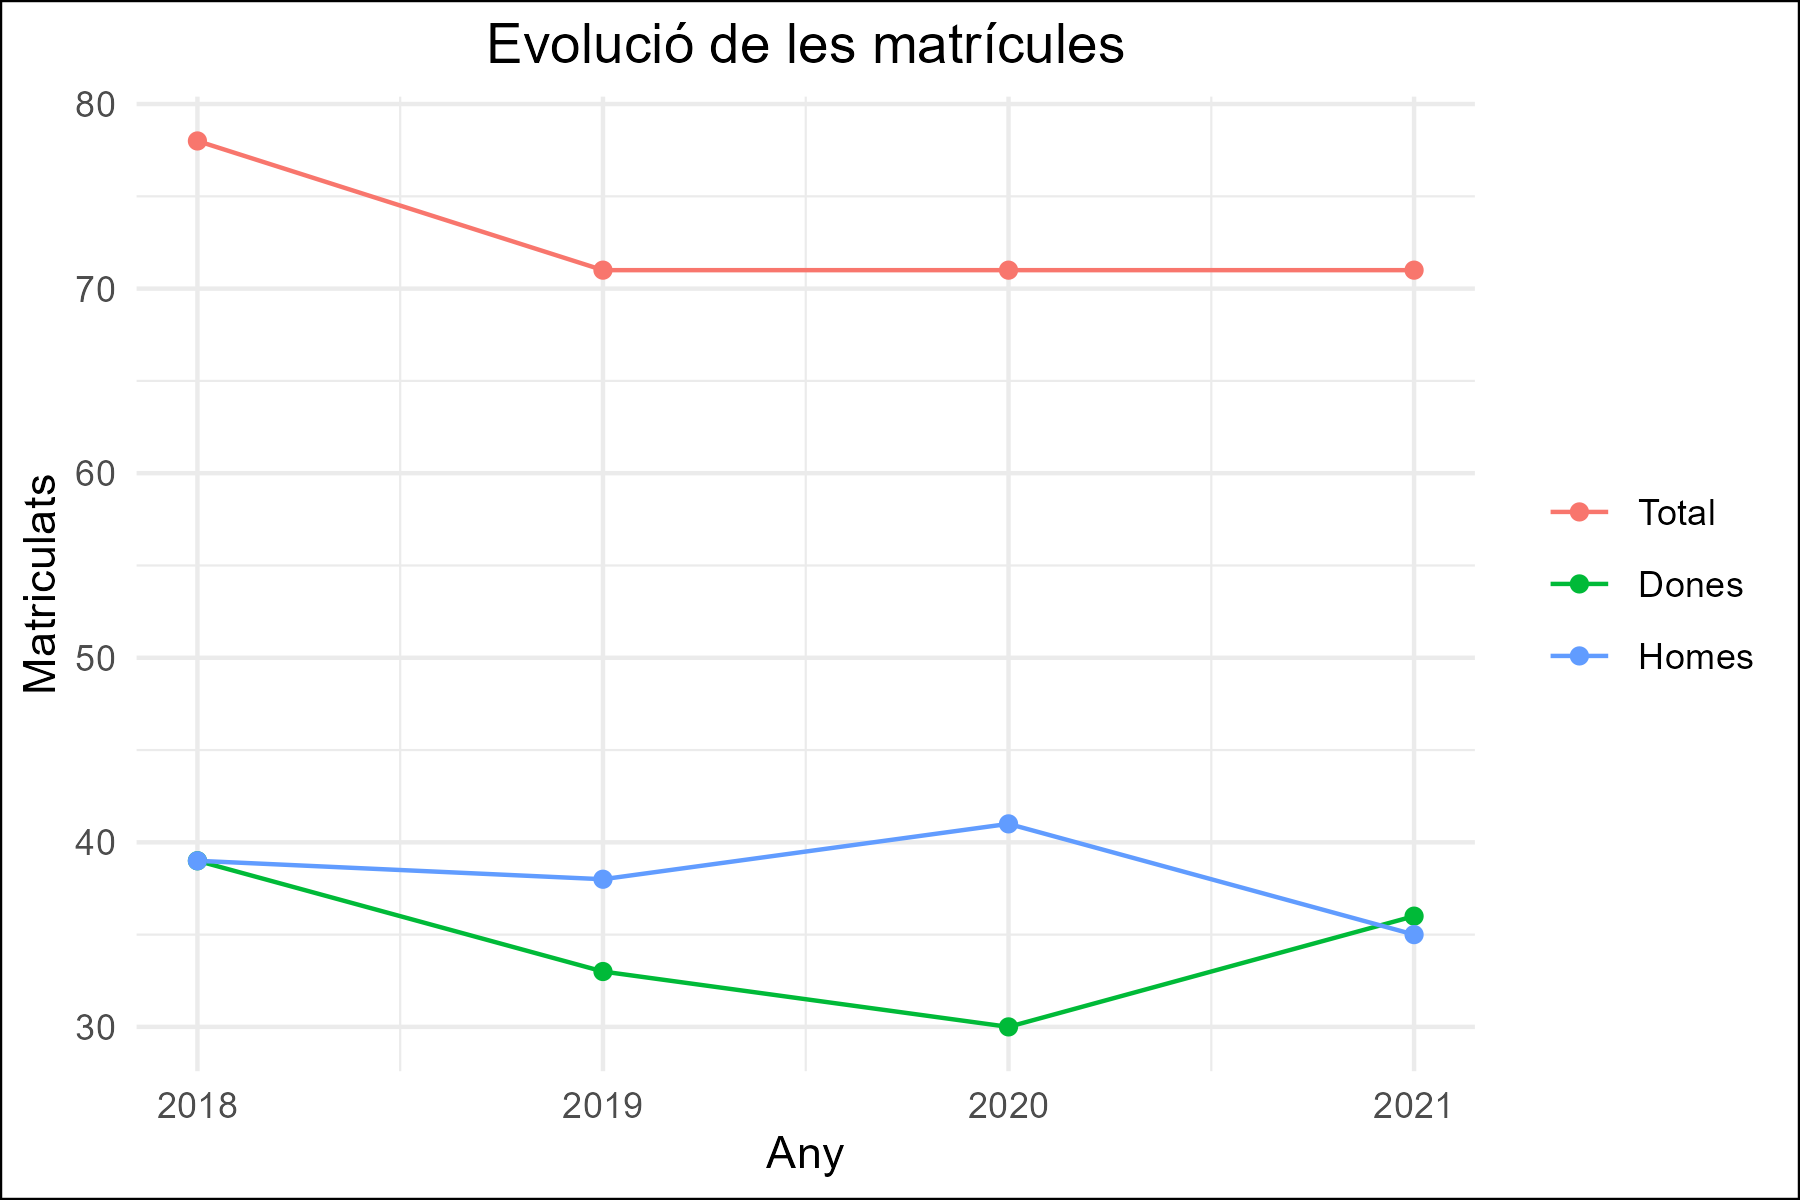 Evolució de les matrícules
80
70
60
50
40
30
Matriculats
2018 2019 2020 2021
Any
Total
Dones
Homes